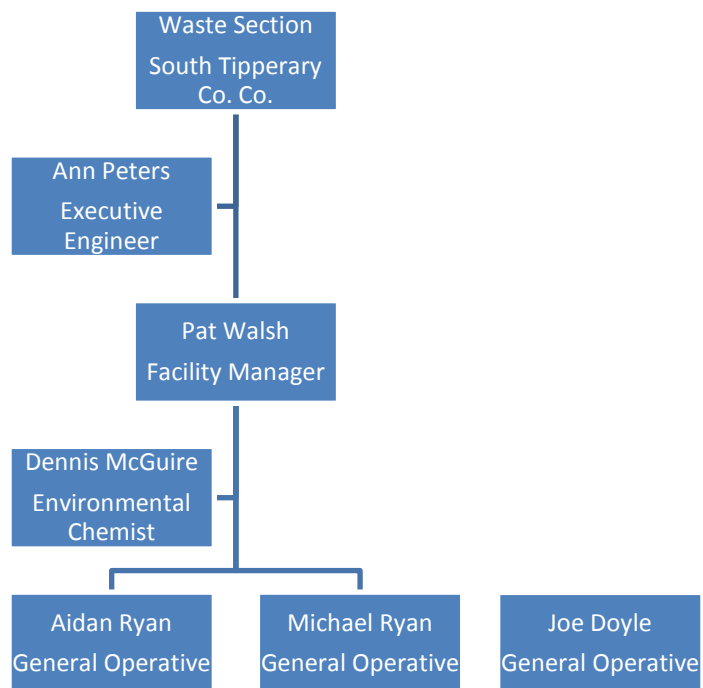 Waste Section
South Tipperary
Co. Co.
Ann Peters
Executive
Engineer
Pat Walsh
Facility Manager
Dennis McGuire
Environmental
Chemist
Aidan Ryan
General Operative
Michael Ryan
General Operative
Joe Doyle
General Operative